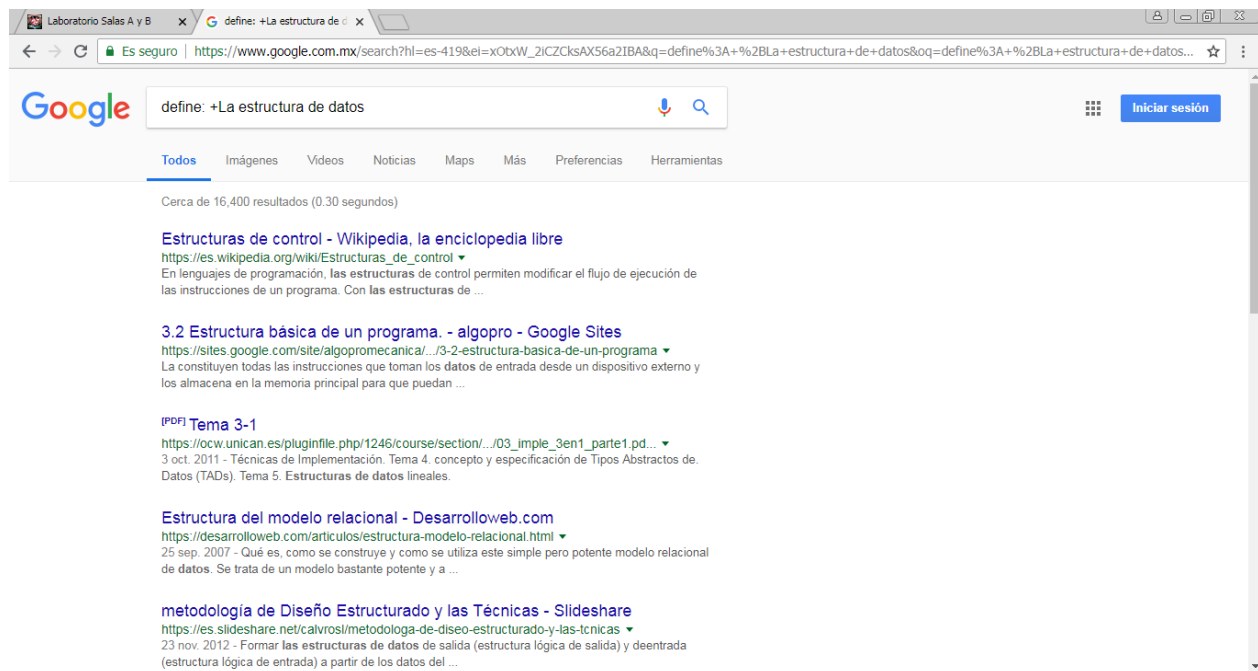 Laboratorio Salas A y B
define: +La estructura de d
Es seguro | https://www.google.com.mx/search?hl=es-419&ei=xOtxW_2iCZCksAX56a2IBA&q=define%3A+%2BLa+estructura+de+datos&oq=define%3A+%2BLa+estructura+de+datos...
Google
define: +La estructura de datos
Iniciar sesión
Todos Imágenes Videos Noticias Maps Más Preferencias Herramientas
Cerca de 16,400 resultados (0.30 segundos)
Estructuras de control - Wikipedia, la enciclopedia libre
https://es.wikipedia.org/wiki/Estructuras_de_control
En lenguajes de programación, las estructuras de control permiten modificar el flujo de ejecución de
las instrucciones de un programa. Con las estructuras de ...
3.2 Estructura básica de un programa. - algopro - Google Sites
https://sites.google.com/site/algopromecanica/.../3-2-estructura-basica-de-un-programa
La constituyen todas las instrucciones que toman los datos de entrada desde un dispositivo externo y
los almacena en la memoria principal para que puedan ...
[PDF] Tema 3-1
https://ocw.unican.es/pluginfile.php/1246/course/section/.../03_imple_3en1_parte1.pd...
3 oct. 2011 - Técnicas de Implementación. Tema 4. concepto y especificación de Tipos Abstractos de.
Datos (TADs). Tema 5. Estructuras de datos lineales.
Estructura del modelo relacional - Desarrolloweb.com
https://desarrolloweb.com/articulos/estructura-modelo-relacional.html
25 sep. 2007 - Qué es, como se construye y como se utiliza este simple pero potente modelo relacional
de datos. Se trata de un modelo bastante potente y a ...
metodología de Diseño Estructurado y las Técnicas - Slideshare
https://es.slideshare.net/calvrosl/metodologa-de-diseo-estructurado-y-las-tcnicas
23 nov. 2012 - Formar las estructuras de datos de salida (estructura lógica de salida) y deentrada
(estructura lógica de entrada) a partir de los datos del ...